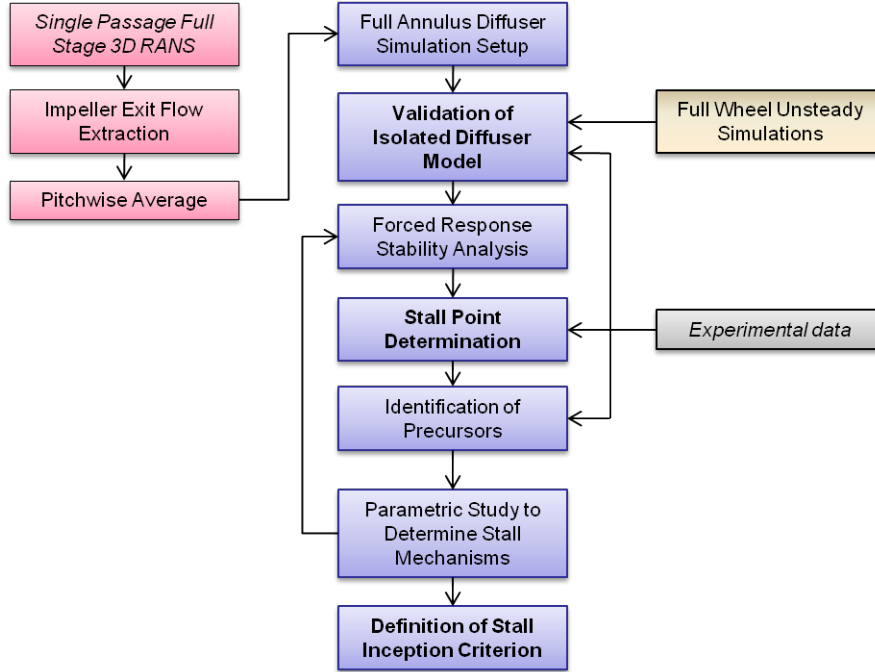 Single Passage Full
Stage 3D RANS
Impeller Exit Flow
Extraction
Pitchwise Average
Full Annulus Diffuser
Simulation Setup
Validation of
Isolated Diffuser
Model
Full Wheel Unsteady
Simulations
Forced Response
Stability Analysis
Stall Point
Determination
Experimental data
Identification of
Precursors
Parametric Study to
Determine Stall
Mechanisms
Definition of Stall
Inception Criterion